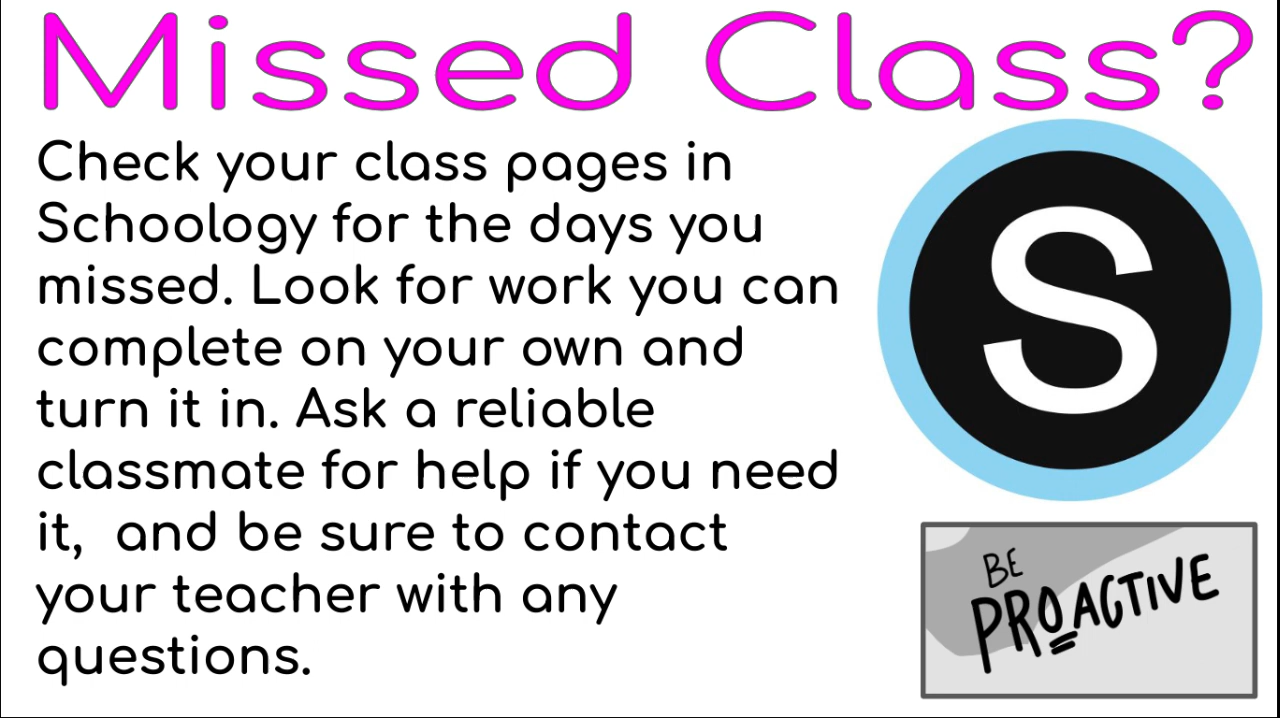 Missed Class?
Check your class pages in
Schoology for the days you
missed. Look for work you can
complete on your own and
turn it in. Ask a reliable
classmate for help if you need
it,  and be sure to contact
your teacher with any
questions.
S
BE
PROACTIVE